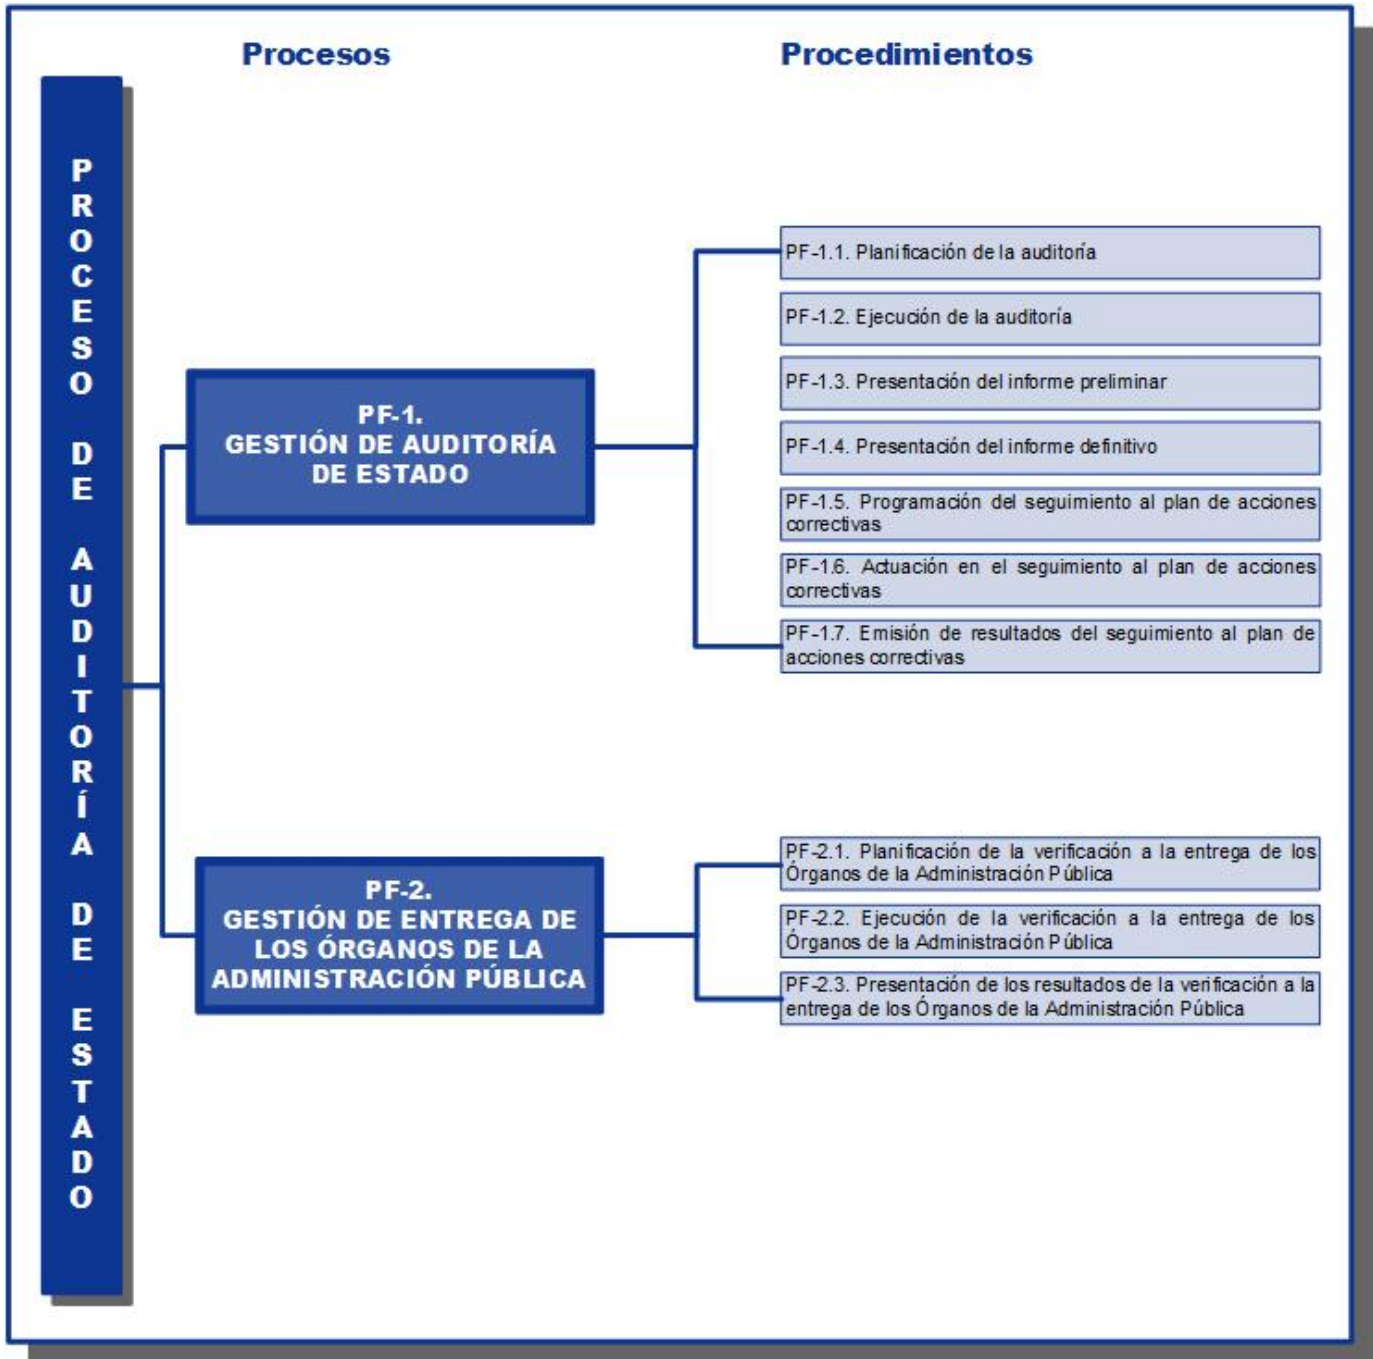 Procesos
Procedimientos
PROCESO DE AUDITORÍA DE ESTADO
PF-1.
GESTIÓN DE AUDITORÍA
DE ESTADO
PF-1.1. Planificación de la auditoría
PF-1.2. Ejecución de la auditoría
PF-1.3. Presentación del informe preliminar
PF-1.4. Presentación del informe definitivo
PF-1.5. Programación del seguimiento al plan de acciones
correctivas
PF-1.6. Actuación en el seguimiento al plan de acciones
correctivas
PF-1.7. Emisión de resultados del seguimiento al plan de
acciones correctivas
PF-2.
GESTIÓN DE ENTREGA DE
LOS ÓRGANOS DE LA
ADMINISTRACIÓN PÚBLICA
PF-2.1. Planificación de la verificación a la entrega de los
Órganos de la Administración Pública
PF-2.2. Ejecución de la verificación a la entrega de los
Órganos de la Administración Pública
PF-2.3. Presentación de los resultados de la verificación a la
entrega de los Órganos de la Administración Pública